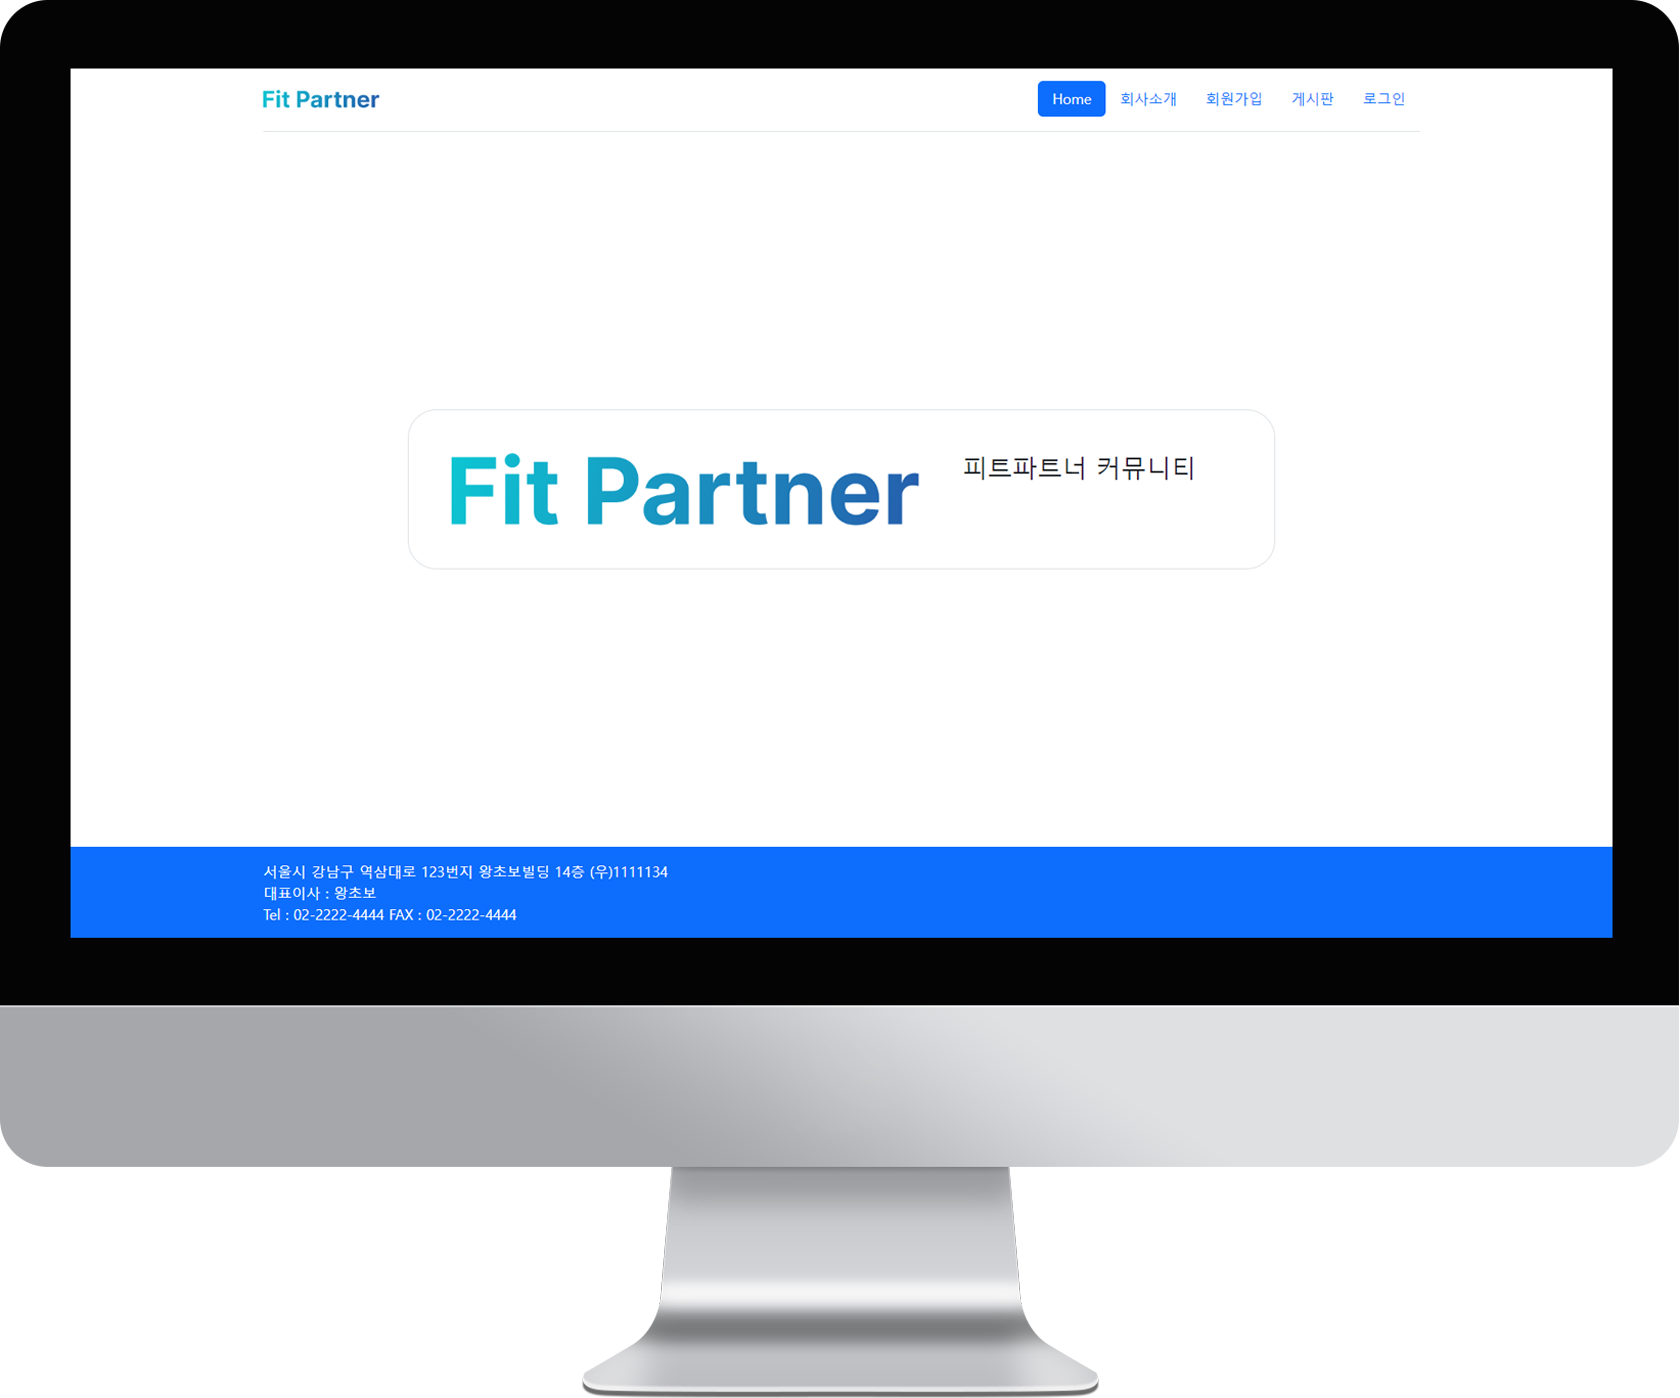 Fit Partner
Home 회사소개 회원가입 게시판 로그인
Fit Partner
피트파트너 커뮤니티
서울시 강남구 역삼대로 123번지 왕초보빌딩 14층 (우)1111134
대표이사 : 왕초보
Tel : 02-2222-4444 FAX : 02-2222-4444